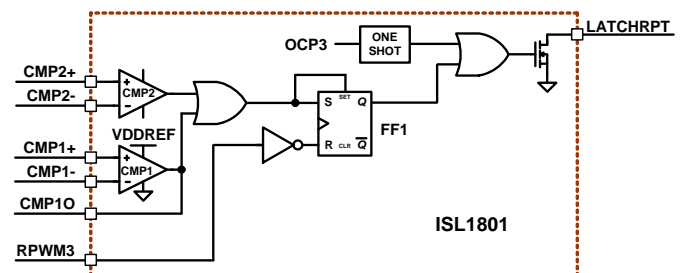 LATCHRPT
OCP3
ONE
SHOT
CMP2+
CMP2-
+
-
CMP2
S
SET
Q
FF1
R
CLR
Q
VDDREF
CMP1+
CMP1-
+
-
CMP1
CMP1O
RPWM3
ISL1801